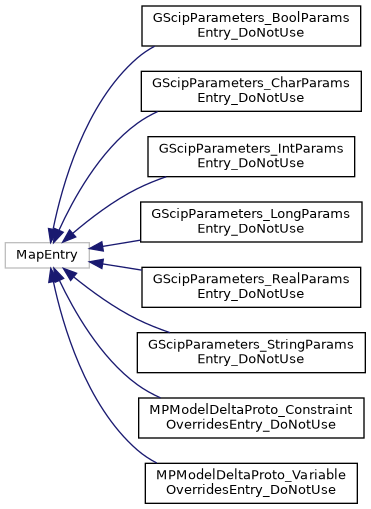 GScipParameters_BoolParams
Entry_DoNotUse
GScipParameters_CharParams
Entry_DoNotUse
GScipParameters_IntParams
Entry_DoNotUse
GScipParameters_LongParams
Entry_DoNotUse
MapEntry
GScipParameters_RealParams
Entry_DoNotUse
GScipParameters_StringParams
Entry_DoNotUse
MPModelDeltaProto_Constraint
OverridesEntry_DoNotUse
MPModelDeltaProto_Variable
OverridesEntry_DoNotUse